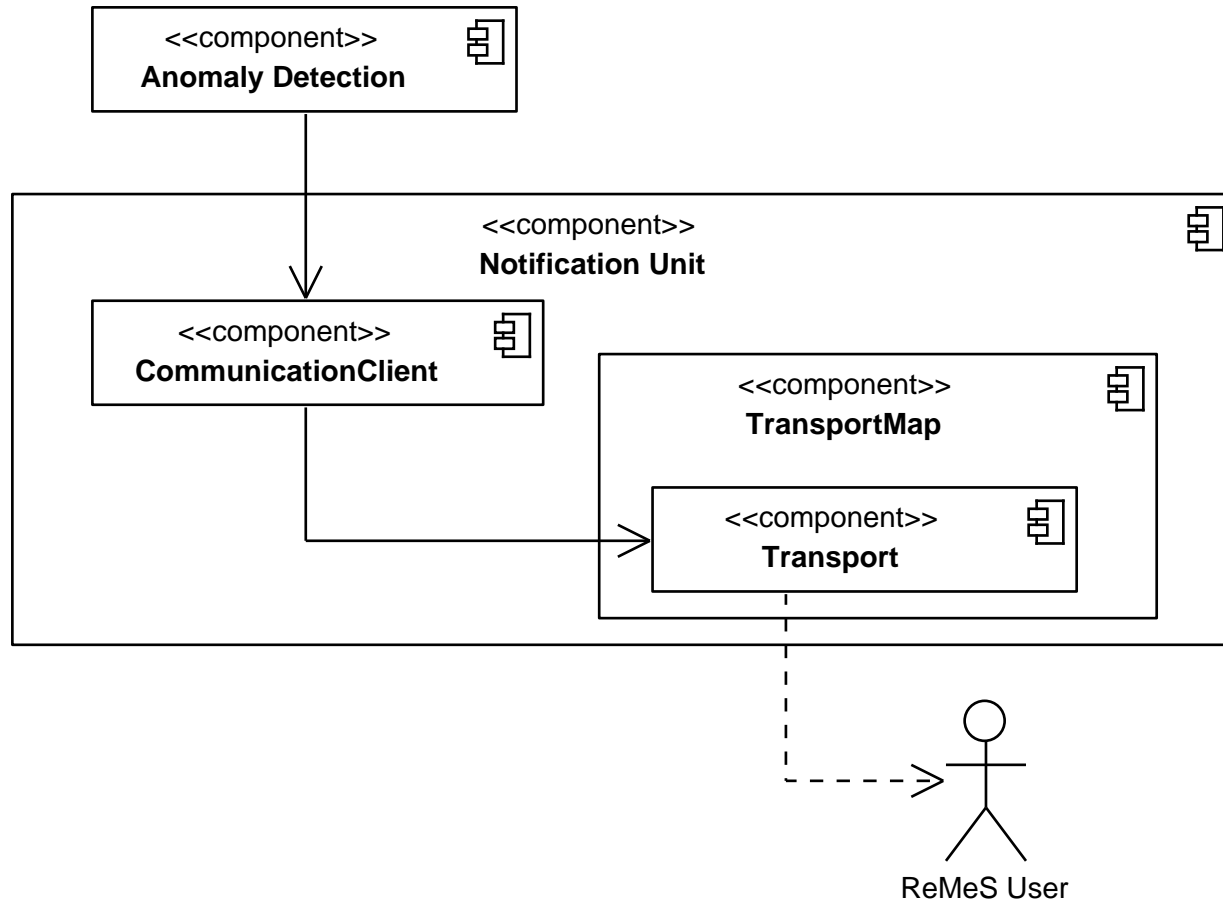 <<component>>
Anomaly Detection
<<component>>
Notification Unit
<<component>>
CommunicationClient
<<component>>
TransportMap
<<component>>
Transport
ReMeS User